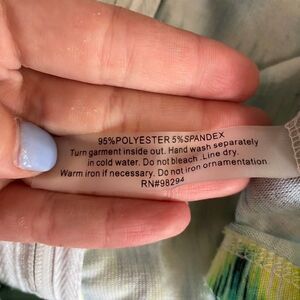 95%POLYESTER 5%SPANDEX
Turn garment inside out. Hand wash separately
in cold water. Do not bleach .Line dry.
Warm iron if necessary. Do not iron ornamentation.
RN#98294